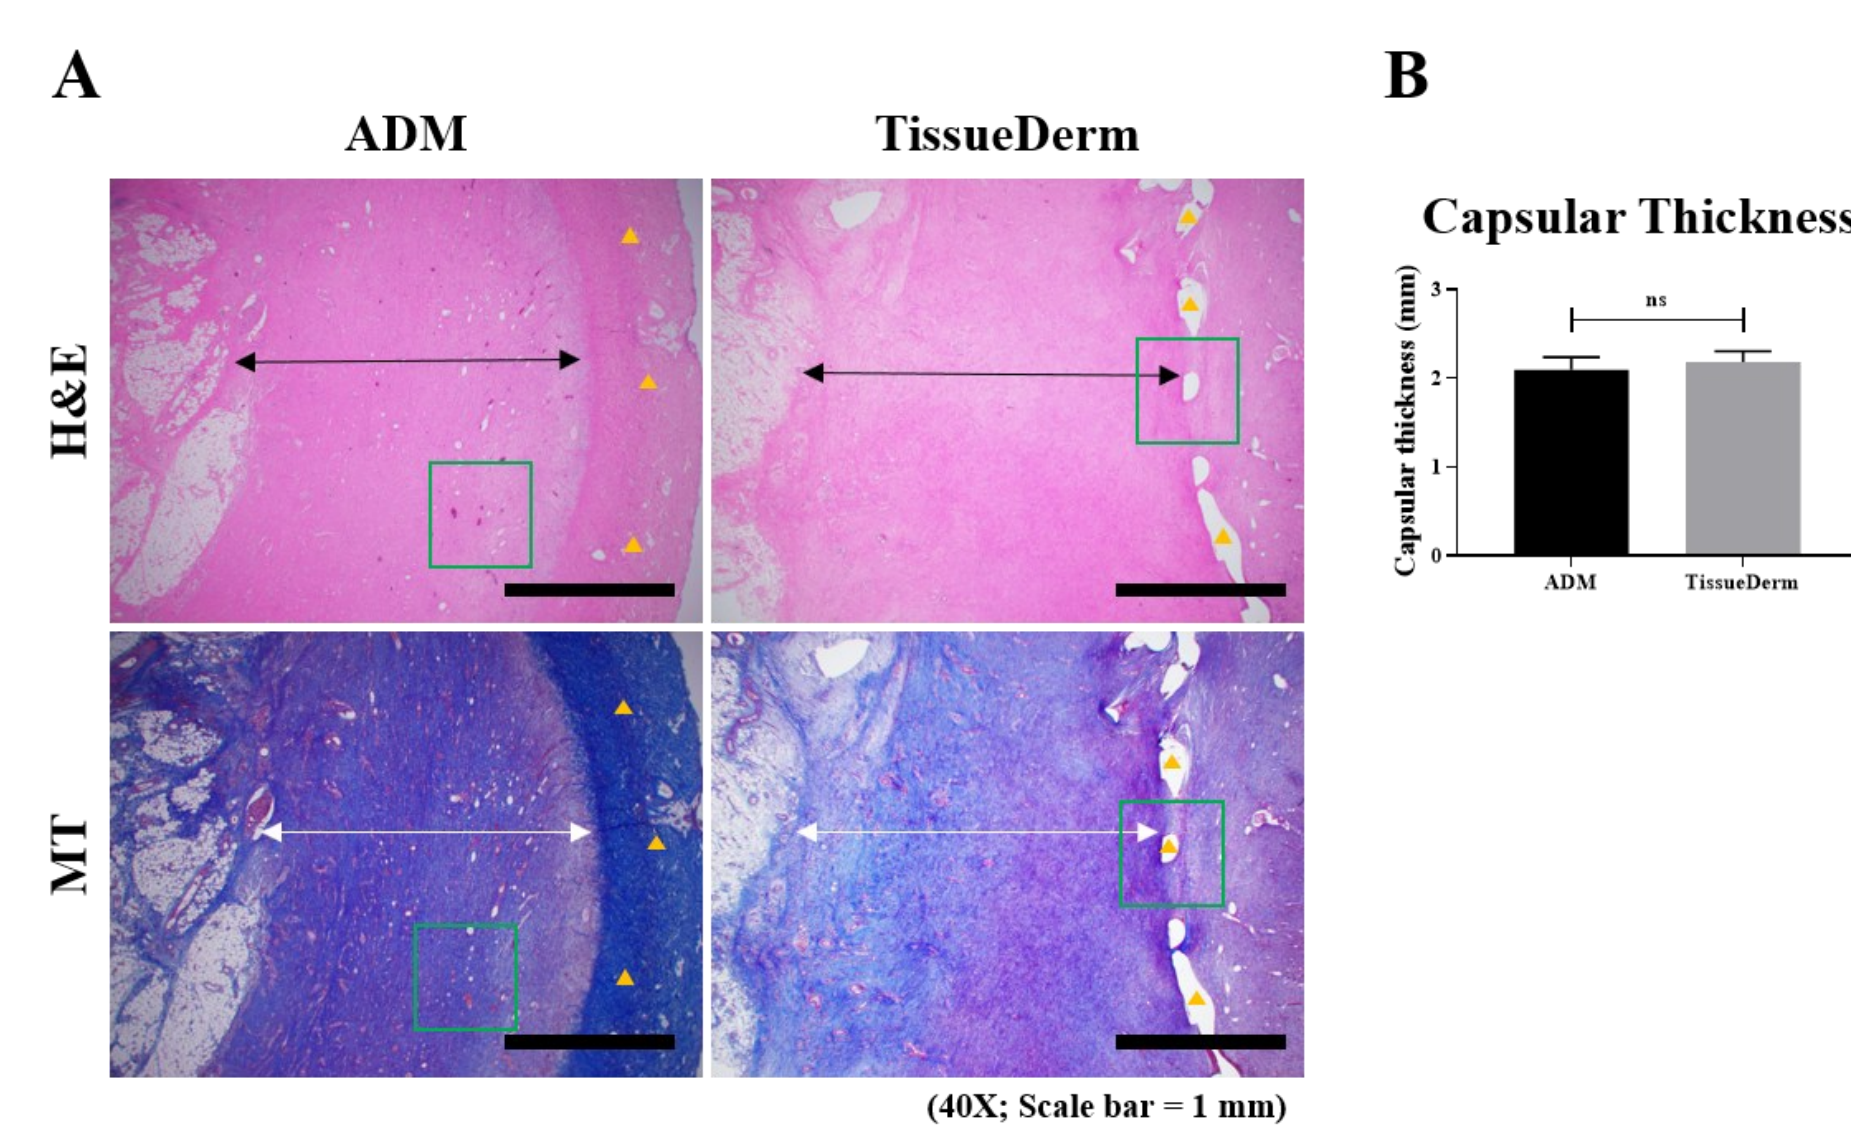 A
B
ADM
TissueDerm
H&E
MT
(40X; Scale bar = 1 mm)
Capsular Thickness
Capsular thickness (mm)
3
2
1
0
ns
ADM
TissueDerm